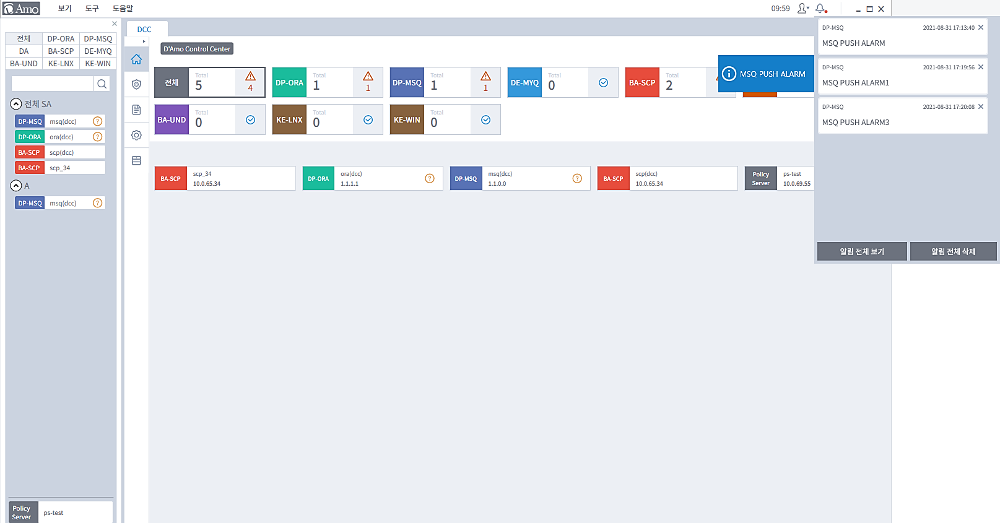 D'Amo
보기 도구 도움말
09:59
전체 DP-ORA DP-MSQ
DA BA-SCP DE-MYQ
BA-UND KE-LNX KE-WIN
전체 SA
DP-MSQ msq(dcc) ?
DP-ORA ora(dcc) ?
BA-SCP scp(dcc)
BA-SCP scp_34
A
DP-MSQ msq(dcc) ?
Policy
Server
ps-test
DCC
D'Amo Control Center
전체 Total 5 4
DP-ORA Total 1 1
DP-MSQ Total 1 1
DE-MYQ Total 0
BA-SCP Total 2
BA-UND Total 0
KE-LNX Total 0
KE-WIN Total 0
MSQ PUSH ALARM
BA-SCP scp_34
10.0.65.34
DP-ORA ora(dcc) ?
1.1.1.1
DP-MSQ msq(dcc) ?
1.1.0.0
BA-SCP scp(dcc)
10.0.65.34
Policy
Server
ps-test
10.0.69.55
DP-MSQ 2021-08-31 17:13:40
MSQ PUSH ALARM
DP-MSQ 2021-08-31 17:19:56
MSQ PUSH ALARM1
DP-MSQ 2021-08-31 17:20:08
MSQ PUSH ALARM3
알림 전체 보기 알림 전체 삭제